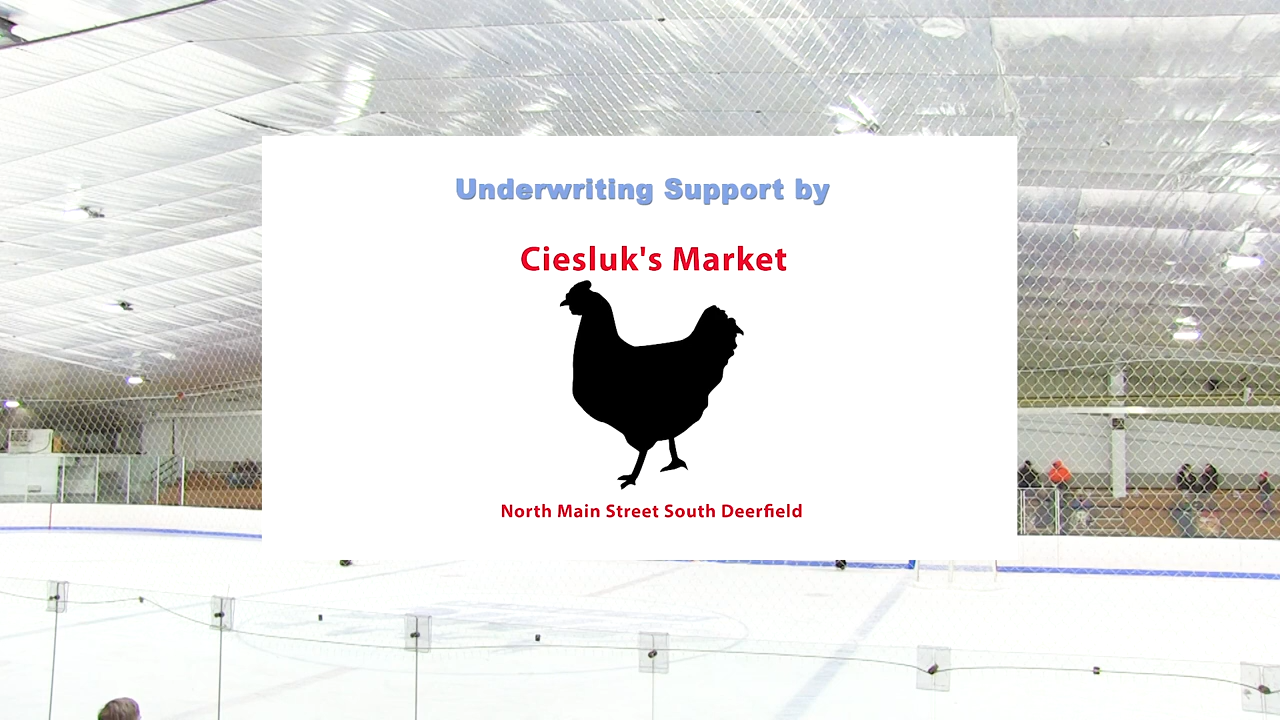 Underwriting Support by
Ciesluk's Market
North Main Street South Deerfield